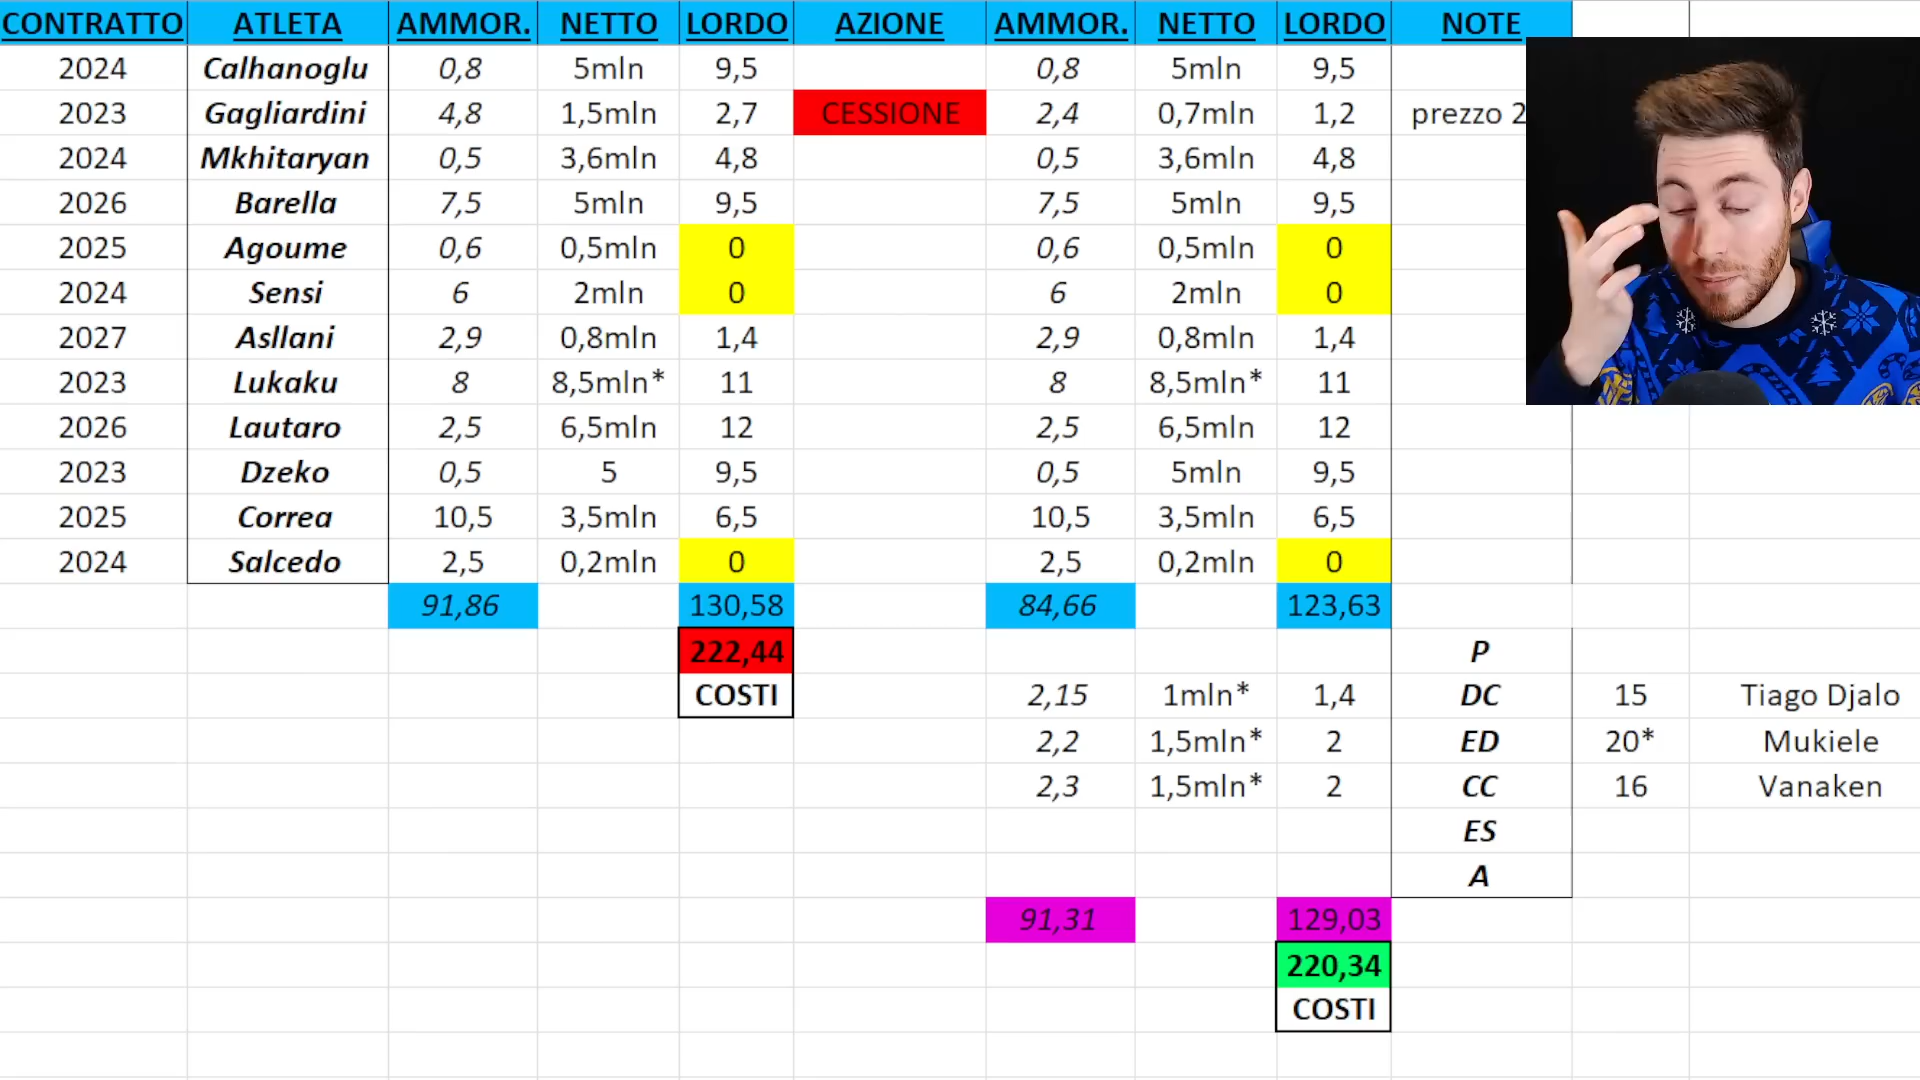 CONTRATTO ATLETA AMMOR. NETTO LORDO AZIONE AMMOR. NETTO LORDO NOTE
2024 Calhanoglu 0,8 5mln 9,5 0,8 5mln 9,5
2023 Gagliardini 4,8 1,5mln 2,7 CESSIONE 2,4 0,7mln 1,2 prezzo 2
2024 Mkhitaryan 0,5 3,6mln 4,8 0,5 3,6mln 4,8
2026 Barella 7,5 5mln 9,5 7,5 5mln 9,5
2025 Agoume 0,6 0,5mln 0 0,6 0,5mln 0
2024 Sensi 6 2mln 0 6 2mln 0
2027 Asllani 2,9 0,8mln 1,4 2,9 0,8mln 1,4
2023 Lukaku 8 8,5mln* 11 8 8,5mln* 11
2026 Lautaro 2,5 6,5mln 12 2,5 6,5mln 12
2023 Dzeko 0,5 5 9,5 0,5 5mln 9,5
2025 Correa 10,5 3,5mln 6,5 10,5 3,5mln 6,5
2024 Salcedo 2,5 0,2mln 0 2,5 0,2mln 0
91,86 130,58 84,66 123,63
222,44 P
COSTI 2,15 1mln* 1,4 DC 15 Tiago Djalo
2,2 1,5mln* 2 ED 20* Mukiele
2,3 1,5mln* 2 CC 16 Vanaken
ES
A
91,31 129,03
220,34
COSTI